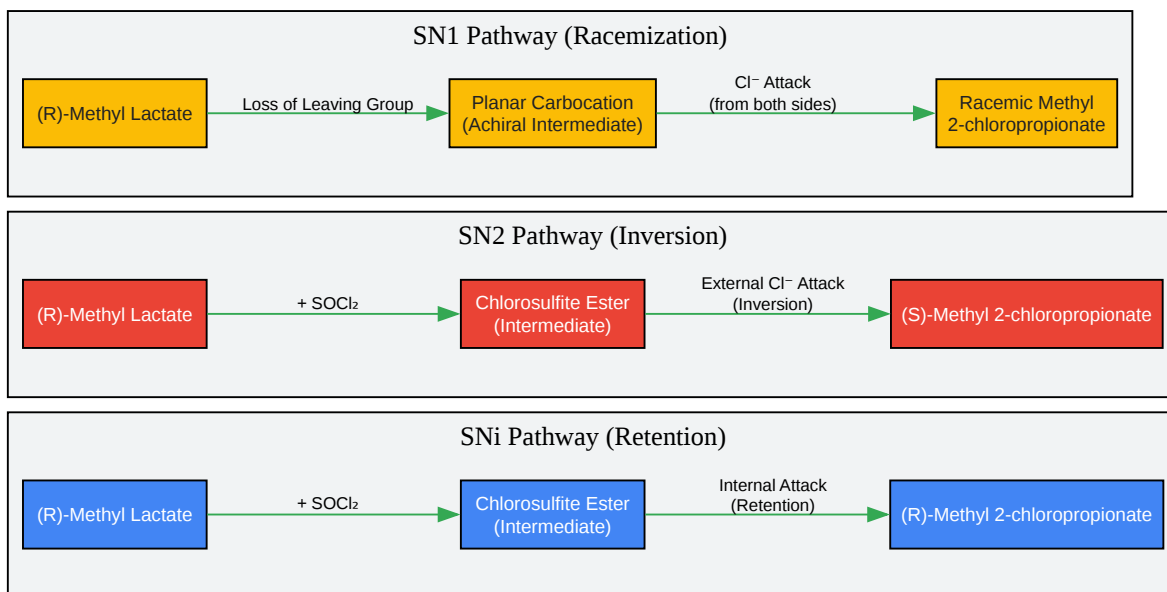 SN1 Pathway (Racemization)
(R)-Methyl Lactate
Loss of Leaving Group
Planar Carbocation
(Achiral Intermediate)
Cl⁻ Attack
(from both sides)
Racemic Methyl
2-chloropropionate
SN2 Pathway (Inversion)
(R)-Methyl Lactate
+ SOCl₂
Chlorosulfite Ester
(Intermediate)
External Cl⁻ Attack
(Inversion)
(S)-Methyl 2-chloropropionate
SNi Pathway (Retention)
(R)-Methyl Lactate
+ SOCl₂
Chlorosulfite Ester
(Intermediate)
Internal Attack
(Retention)
(R)-Methyl 2-chloropropionate